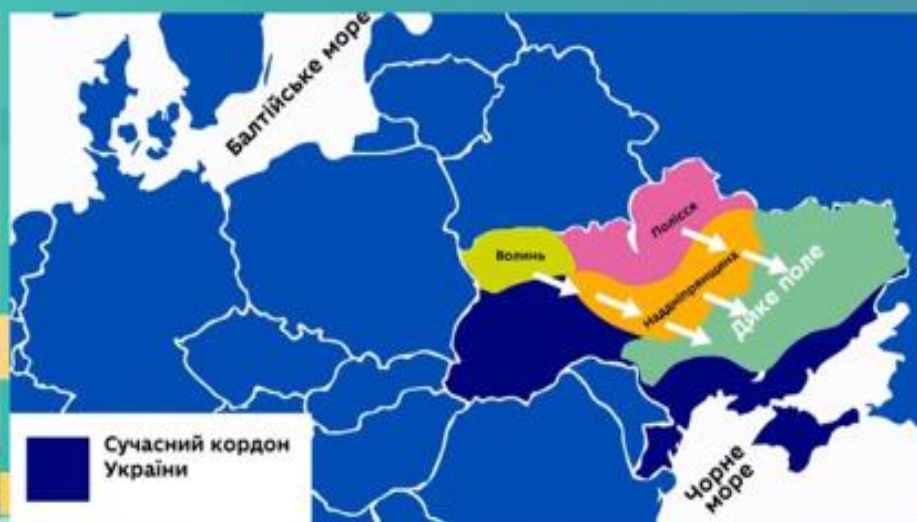 Балтійське море
Полісся
Волинь
Наддніпрянщина
Дике поле
Чорне
море
Сучасний кордон
України